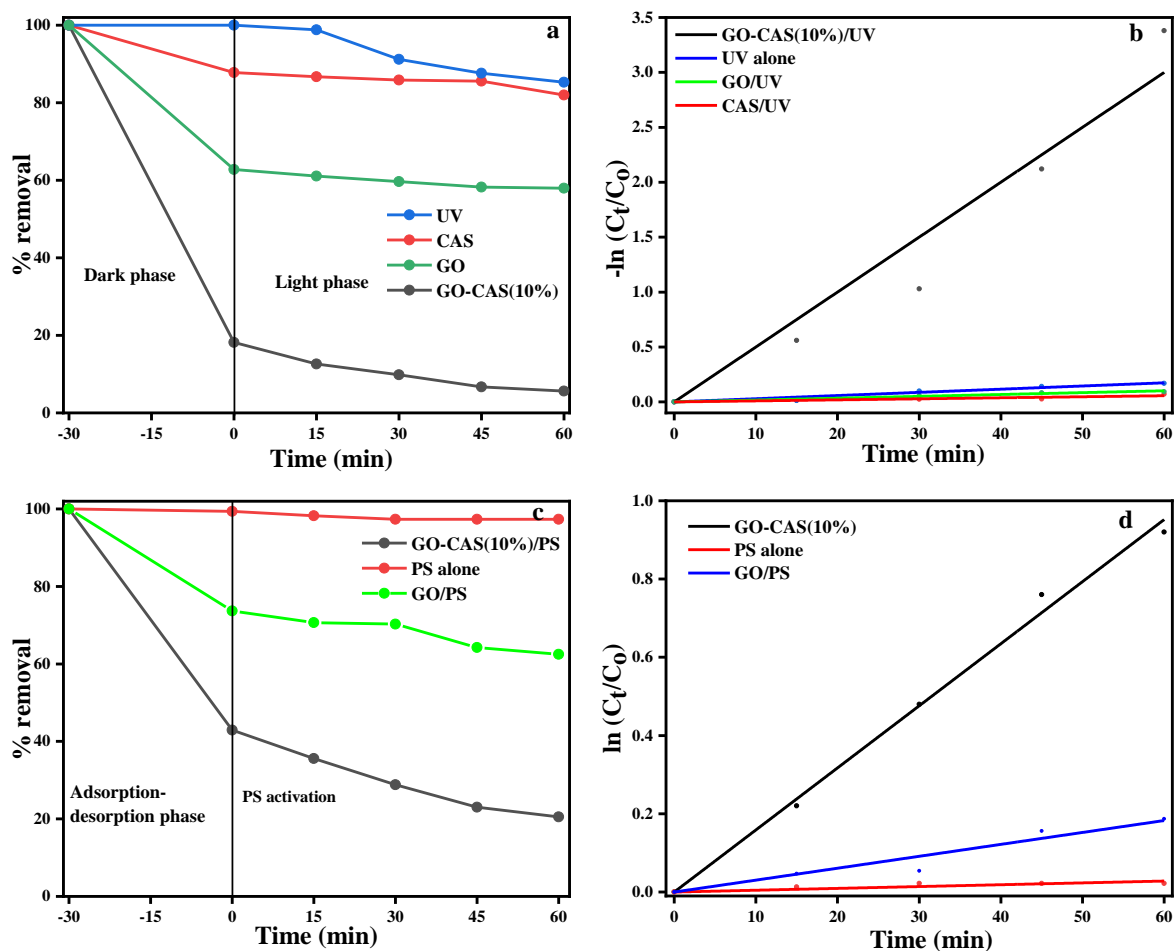 a
100
80
60
40
20
0
% removal
UV
CAS
GO
GO-CAS(10%)
Dark phase
Light phase
-30
-15
0
15
30
45
60
Time (min)
b
3.5
3.0
2.5
2.0
1.5
1.0
0.5
0.0
-ln (Ct/Co)
GO-CAS(10%)/UV
UV alone
GO/UV
CAS/UV
0
10
20
30
40
50
60
Time (min)
c
100
80
60
40
20
0
% removal
GO-CAS(10%)/PS
PS alone
GO/PS
Adsorption-
desorption phase
PS activation
-30
-15
0
15
30
45
60
Time (min)
d
1.0
0.8
0.6
0.4
0.2
0.0
ln (Ct/Co)
GO-CAS(10%)
PS alone
GO/PS
0
10
20
30
40
50
60
Time (min)